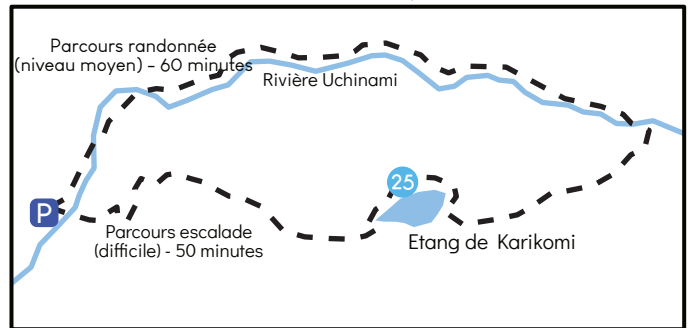 Parcours randonnée
(niveau moyen) - 60 minutes
Rivière Uchinami
25
P
Parcours escalade
(difficile) - 50 minutes
Etang de Karikomi